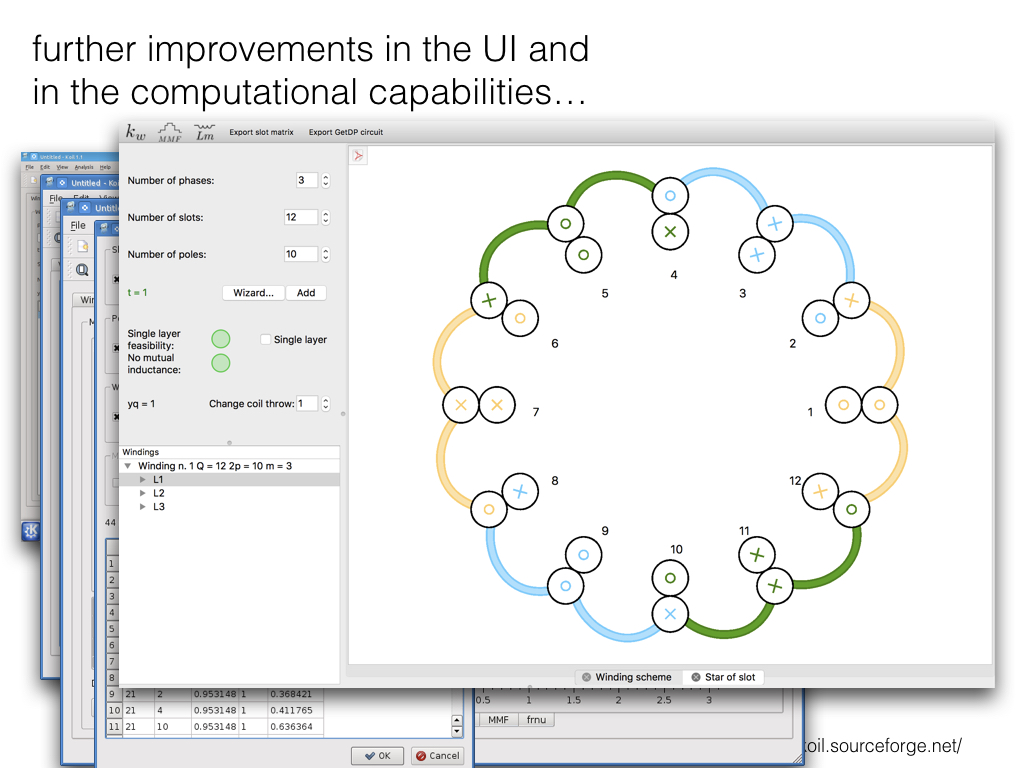 further improvements in the UI and
in the computational capabilities…
kw MMF Lm Export slot matrix Export GetDP circuit
Untitled - Koil 1.1
File Edit View Analysis Help
Untitled - Ko
File Edit View
Untitl
File
Number of phases: 3
Number of slots: 12
Number of poles: 10
t = 1 Wizard... Add
Single layer
feasibility:
Single layer
No mutual
inductance:
yq = 1 Change coil throw: 1
Windings
Winding n. 1 Q = 12 2p = 10 m = 3
L1
L2
L3
4
5
3
6
2
7
1
8
12
9
11
10
Winding scheme Star of slot
44
1
2
3
4
5
6
7
8
9 21 2 0.953148 1 0.368421
10 21 4 0.953148 1 0.411765
11 21 10 0.953148 1 0.636364
0.5 1 1.5 2 2.5 3
MMF frnu
OK Cancel
koil.sourceforge.net/